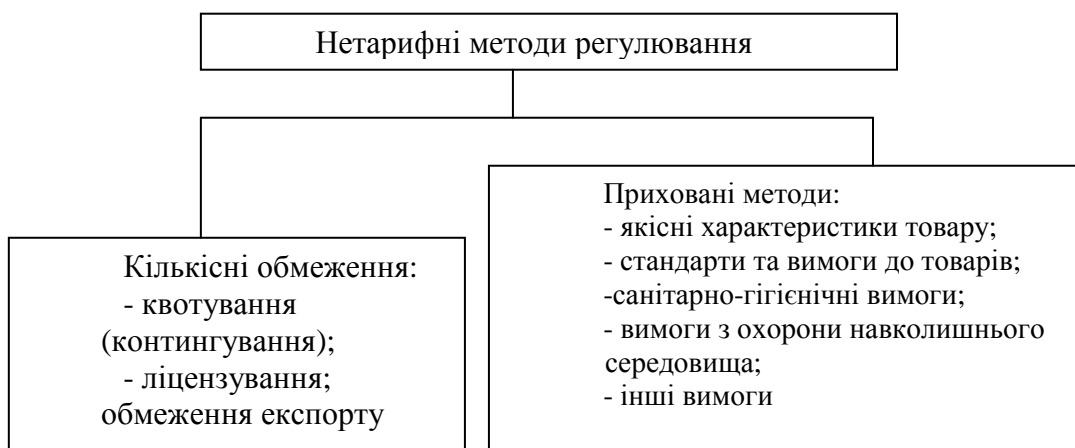 Нетарифні методи регулювання
Кількісні обмеження:
- квотування
(контингування);
- ліцензування;
обмеження експорту
Приховані методи:
- якісні характеристики товару;
- стандарти та вимоги до товарів;
-санітарно-гігієнічні вимоги;
- вимоги з охорони навколишнього
середовища;
- інші вимоги